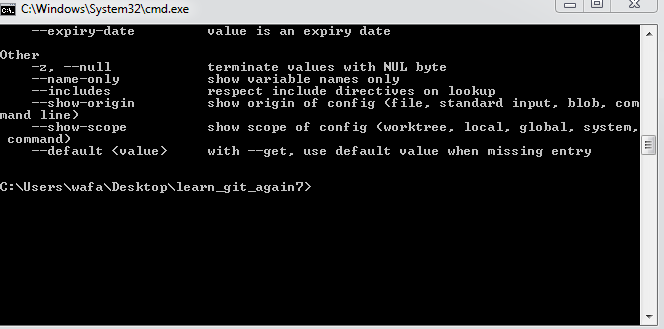 C:\Windows\System32\cmd.exe
--expiry-date value is an expiry date
Other
-z, --null terminate values with NUL byte
--name-only show variable names only
--includes respect include directives on lookup
--show-origin show origin of config (file, standard input, blob, com
mand line)
--show-scope show scope of config (worktree, local, global, system,
command)
--default <value> with --get, use default value when missing entry
C:\Users\wafa\Desktop\learn_git_again7>